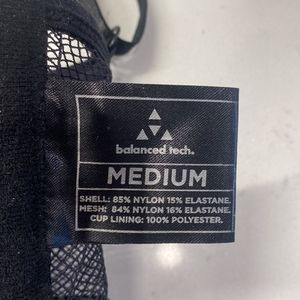 balanced tech.
MEDIUM
SHELL: 85% NYLON 15% ELASTANE.
MESH: 84% NYLON 16% ELASTANE.
CUP LINING: 100% POLYESTER.